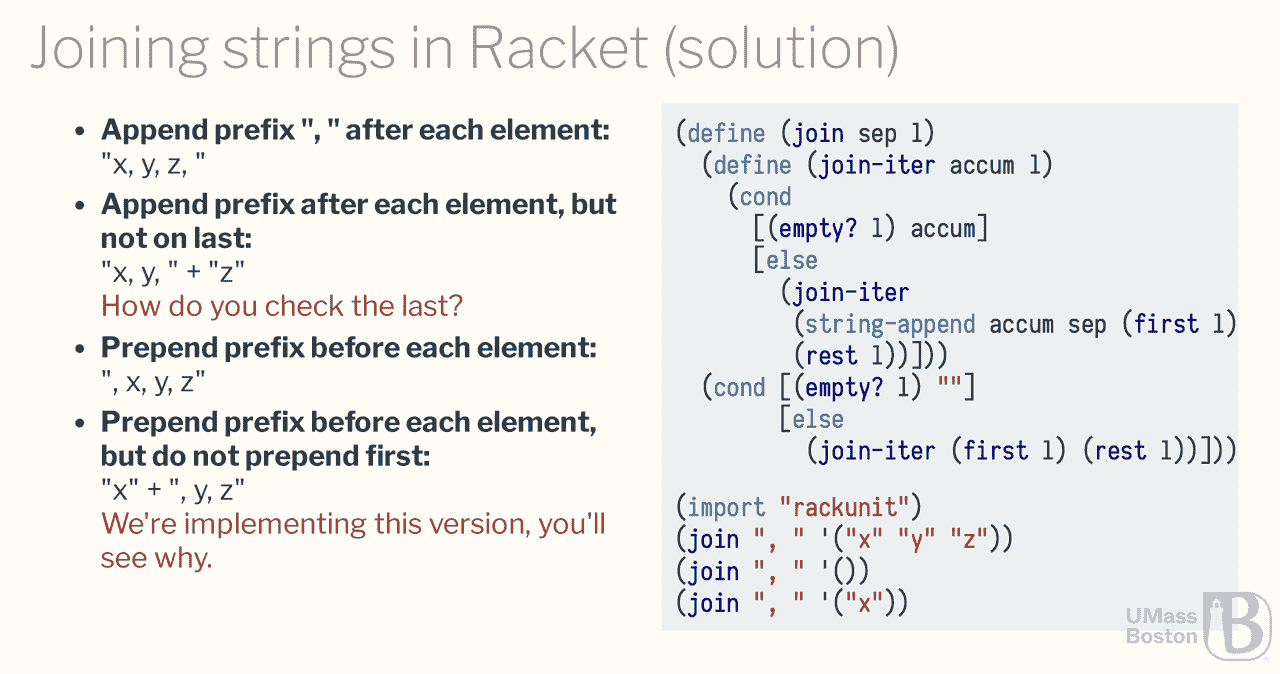 Joining strings in Racket (solution)
• Append prefix ", " after each element:
"x, y, z, "
• Append prefix after each element, but
not on last:
"x, y, " + "z"
How do you check the last?
• Prepend prefix before each element:
", x, y, z"
• Prepend prefix before each element,
but do not prepend first:
"x" + ", y, z"
We're implementing this version, you'll
see why.
(define (join sep l)
  (define (join-iter accum l)
    (cond
      [(empty? l) accum]
      [else
        (join-iter
         (string-append accum sep (first l)
         (rest l))]))
  (cond [(empty? l) ""]
        [else
          (join-iter (first l) (rest l))]))
(import "rackunit")
(join ", " '("x" "y" "z"))
(join ", " '())
(join ", " '("x"))
UMass
Boston
B